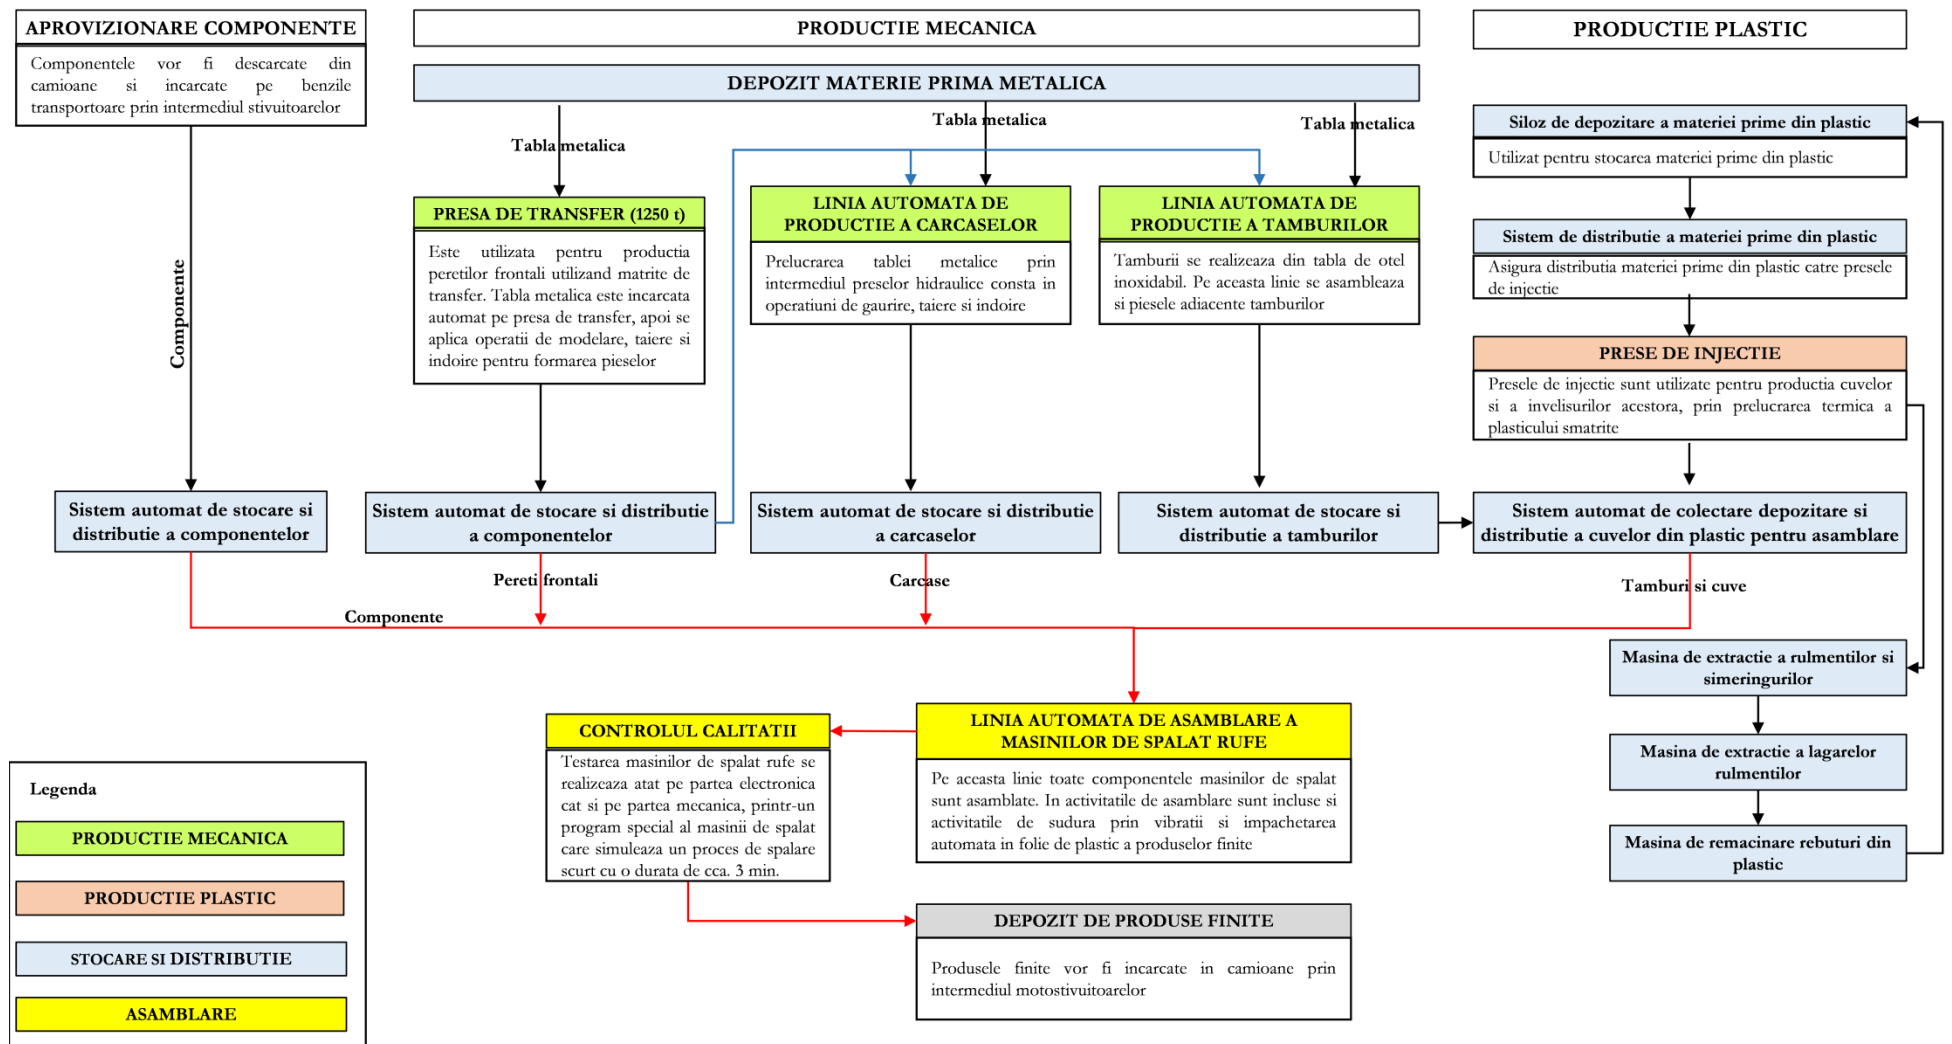 APROVIZIONARE COMPONENTE
Componentele vor fi descarcate din
camioane si incarcate pe benzile
transportoare prin intermediul stivuitoarelor
Componente
PRODUCTIE MECANICA
DEPOZIT MATERIE PRIMA METALICA
Tabla metalica
Tabla metalica
Tabla metalica
PRESA DE TRANSFER (1250 t)
Este utilizata pentru productia
peretilor frontali utilizand matrite de
transfer. Tabla metalica este incarcata
automat pe presa de transfer, apoi se
aplica operatii de modelare, taiere si
indoire pentru formarea pieselor
LINIA AUTOMATA DE
PRODUCTIE A CARCASELOR
Prelucrarea tablei metalice prin
intermediul preselor hidraulice consta in
operatiuni de gaurire, taiere si indoire
LINIA AUTOMATA DE
PRODUCTIE A TAMBURILOR
Tamburii se realizeaza din tabla de otel
inoxidabil. Pe aceasta linie se asambleaza
si piesele adiacente tamburilor
PRODUCTIE PLASTIC
Siloz de depozitare a materiei prime din plastic
Utilizat pentru stocarea materiei prime din plastic
Sistem de distributie a materiei prime din plastic
Asigura distributia materiei prime din plastic catre presele
de injectie
PRESE DE INJECTIE
Presele de injectie sunt utilizate pentru productia cuvelor
si a invelisurilor acestora, prin prelucrarea termica a
plasticului smatrite
Sistem automat de stocare si
distributie a componentelor
Sistem automat de stocare si distributie
a componentelor
Sistem automat de stocare si distributie
a carcaselor
Sistem automat de stocare si
distributie a tamburilor
Sistem automat de colectare depozitare si
distributie a cuvelor din plastic pentru asamblare
Componente
Pereti frontali
Carcase
Tamburi si cuve
Masina de extractie a rulmentilor si
simeringurilor
Masina de extractie a lagarelor
rulmentilor
Masina de remacinare rebuturi din
plastic
LINIA AUTOMATA DE ASAMBLARE A
MASINILOR DE SPALAT RUFE
Pe aceasta linie toate componentele masinilor de spalat
sunt asamblate. In activitatile de asamblare sunt incluse si
activitatile de sudura prin vibratii si impachetarea
automata in folie de plastic a produselor finite
CONTROLUL CALITATII
Testarea masinilor de spalat rufe se
realizeaza atat pe partea electronica
cat si pe partea mecanica, printr-un
program special al masinii de spalat
care simuleaza un proces de spalare
scurt cu o durata de cca. 3 min.
DEPOZIT DE PRODUSE FINITE
Produsele finite vor fi incarcate in camioane prin
intermediul motostivuitoarelor
Legenda
PRODUCTIE MECANICA
PRODUCTIE PLASTIC
STOCARE SI DISTRIBUTIE
ASAMBLARE